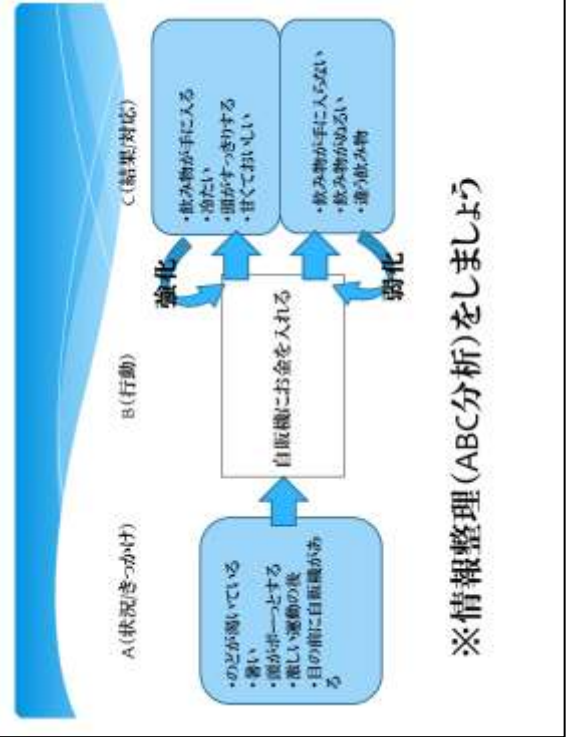 A(状況/きっかけ)
B(行動)
C(結果/対応)
・のどが渇いている
・暑い
・頭がボーっとする
・激しい運動の後
・目の前に自販機があ
る
自販機にお金を入れる
強化
弱化
・飲み物が手に入る
・冷たい
・頭がすっきりする
・甘くておいしい
・飲み物が手に入らない
・飲み物がぬるい
・違う飲み物
※情報整理(ABC分析)をしましょう